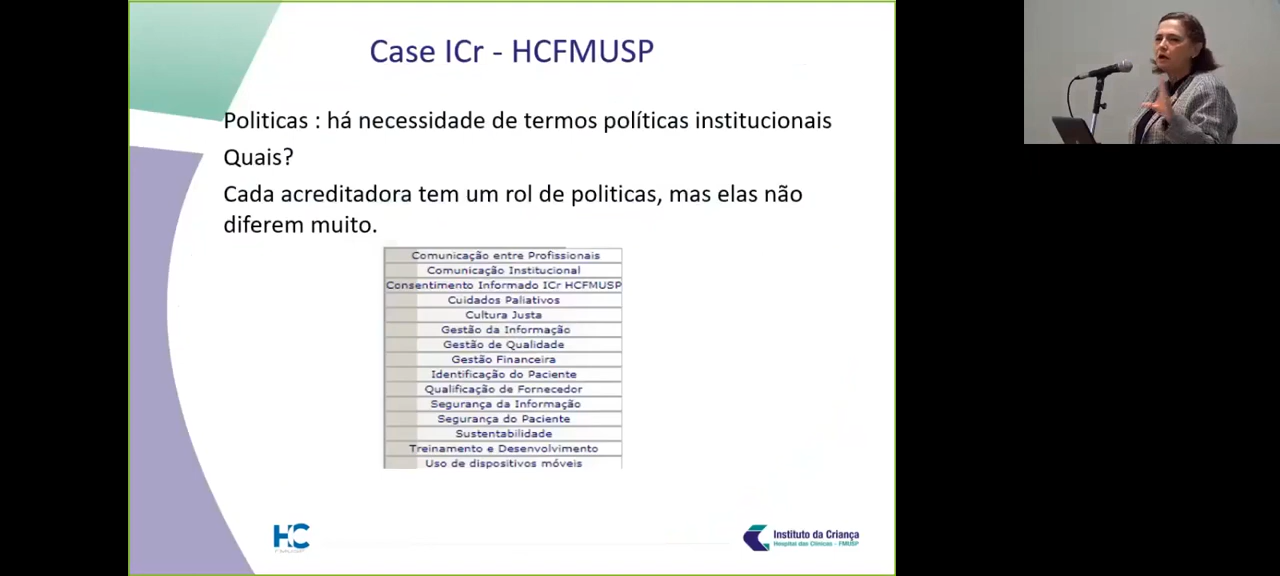 Case ICr - HCFMUSP
Politicas : há necessidade de termos políticas institucionais
Quais?
Cada acreditadora tem um rol de politicas, mas elas não
diferem muito.
Comunicação entre Profissionais
Comunicação Institucional
Consentimento Informado ICr HCFMUSP
Cuidados Paliativos
Cultura Justa
Gestão da Informação
Gestão de Qualidade
Gestão Financeira
Identificação do Paciente
Qualificação de Fornecedor
Segurança da Informação
Segurança do Paciente
Sustentabilidade
Treinamento e Desenvolvimento
Uso de dispositivos móveis
HC
FMUSP
Instituto da Criança
Hospital das Clínicas - FMUSP